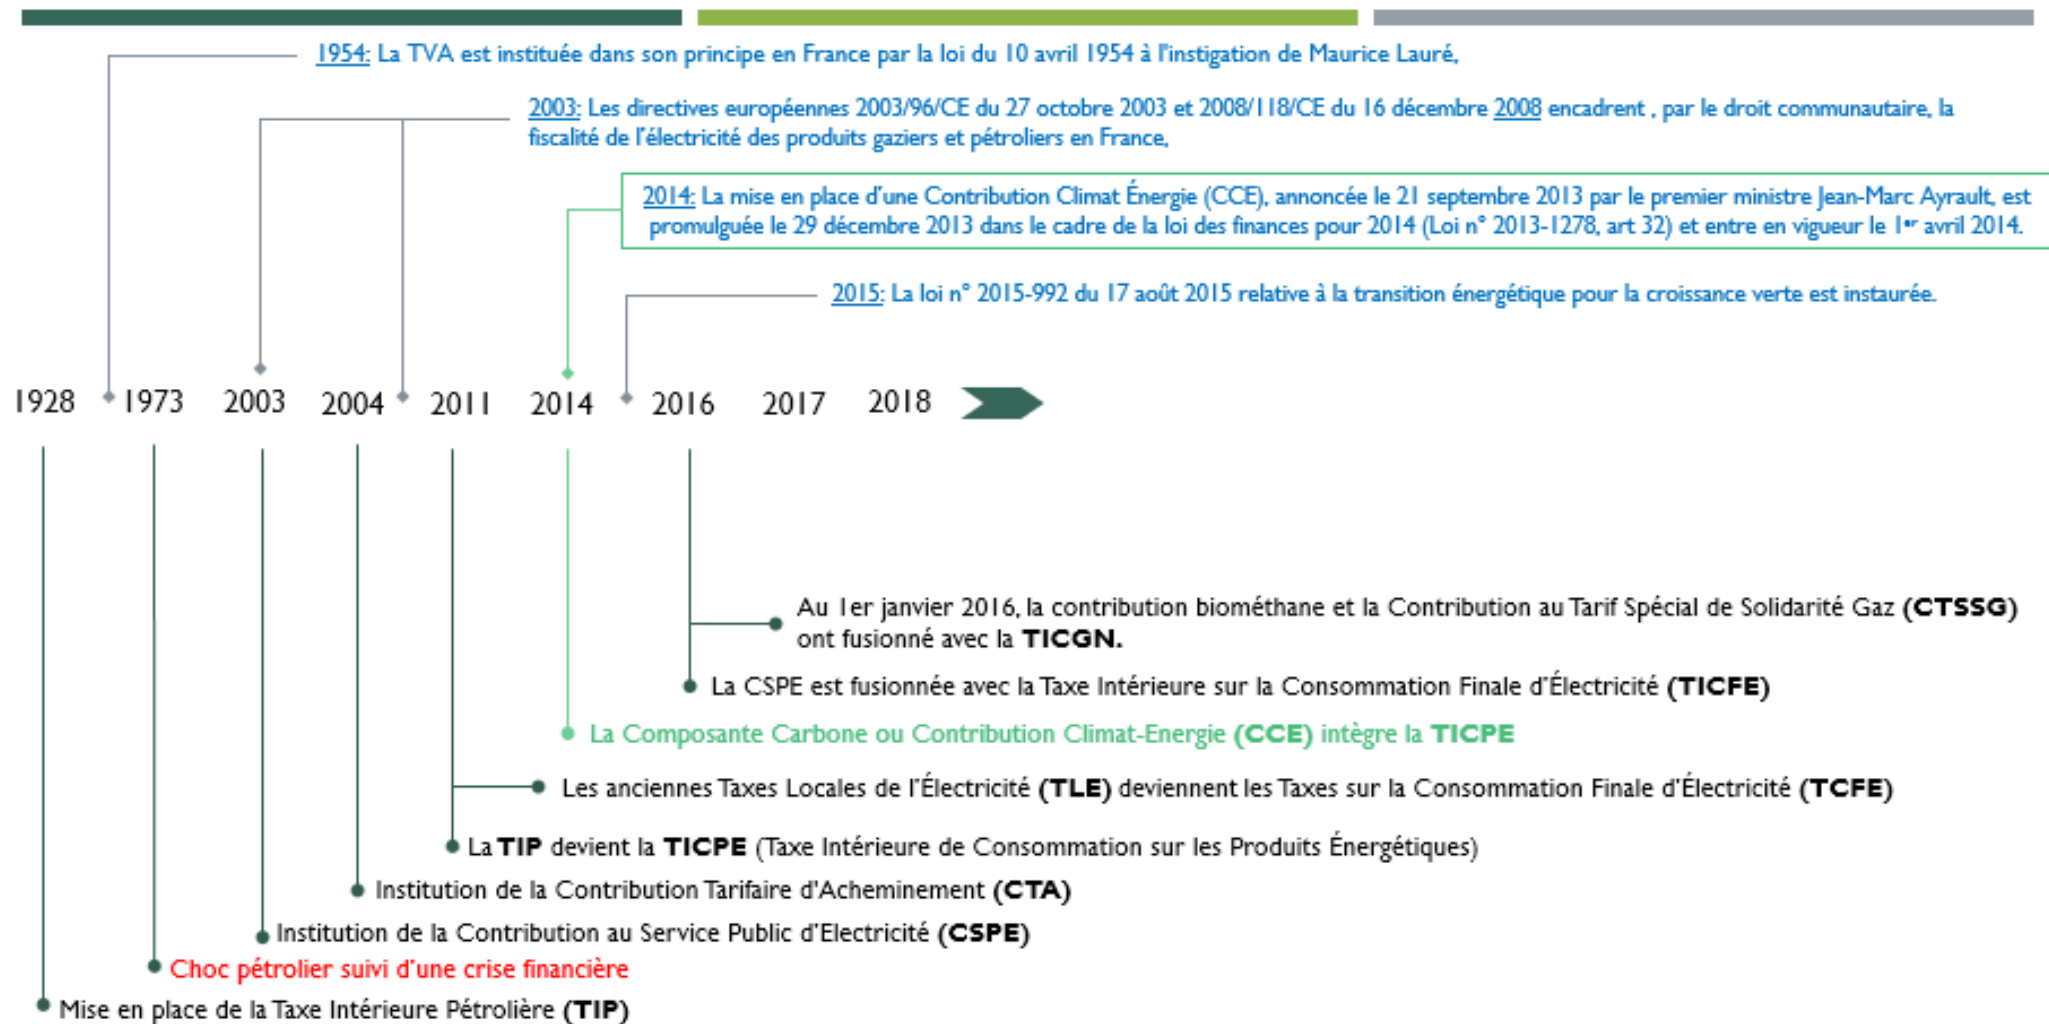 1954: La TVA est instituée dans son principe en France par la loi du 10 avril 1954 à l'instigation de Maurice Lauré,
2003: Les directives européennes 2003/96/CE du 27 octobre 2003 et 2008/118/CE du 16 décembre 2008 encadrent , par le droit communautaire, la
fiscalité de l'électricité des produits gaziers et pétroliers en France,
2014: La mise en place d'une Contribution Climat Énergie (CCE), annoncée le 21 septembre 2013 par le premier ministre Jean-Marc Ayrault, est
promulguée le 29 décembre 2013 dans le cadre de la loi des finances pour 2014 (Loi n° 2013-1278, art 32) et entre en vigueur le 1er avril 2014.
2015: La loi n° 2015-992 du 17 août 2015 relative à la transition énergétique pour la croissance verte est instaurée.
1928 1973 2003 2004 2011 2014 2016 2017 2018
Au 1er janvier 2016, la contribution biométhane et la Contribution au Tarif Spécial de Solidarité Gaz (CTSSG)
ont fusionné avec la TICGN.
La CSPE est fusionnée avec la Taxe Intérieure sur la Consommation Finale d'Électricité (TICFE)
La Composante Carbone ou Contribution Climat-Energie (CCE) intègre la TICPE
Les anciennes Taxes Locales de l'Électricité (TLE) deviennent les Taxes sur la Consommation Finale d'Électricité (TCFE)
La TIP devient la TICPE (Taxe Intérieure de Consommation sur les Produits Énergétiques)
Institution de la Contribution Tarifaire d'Acheminement (CTA)
Institution de la Contribution au Service Public d'Electricité (CSPE)
Choc pétrolier suivi d'une crise financière
Mise en place de la Taxe Intérieure Pétrolière (TIP)